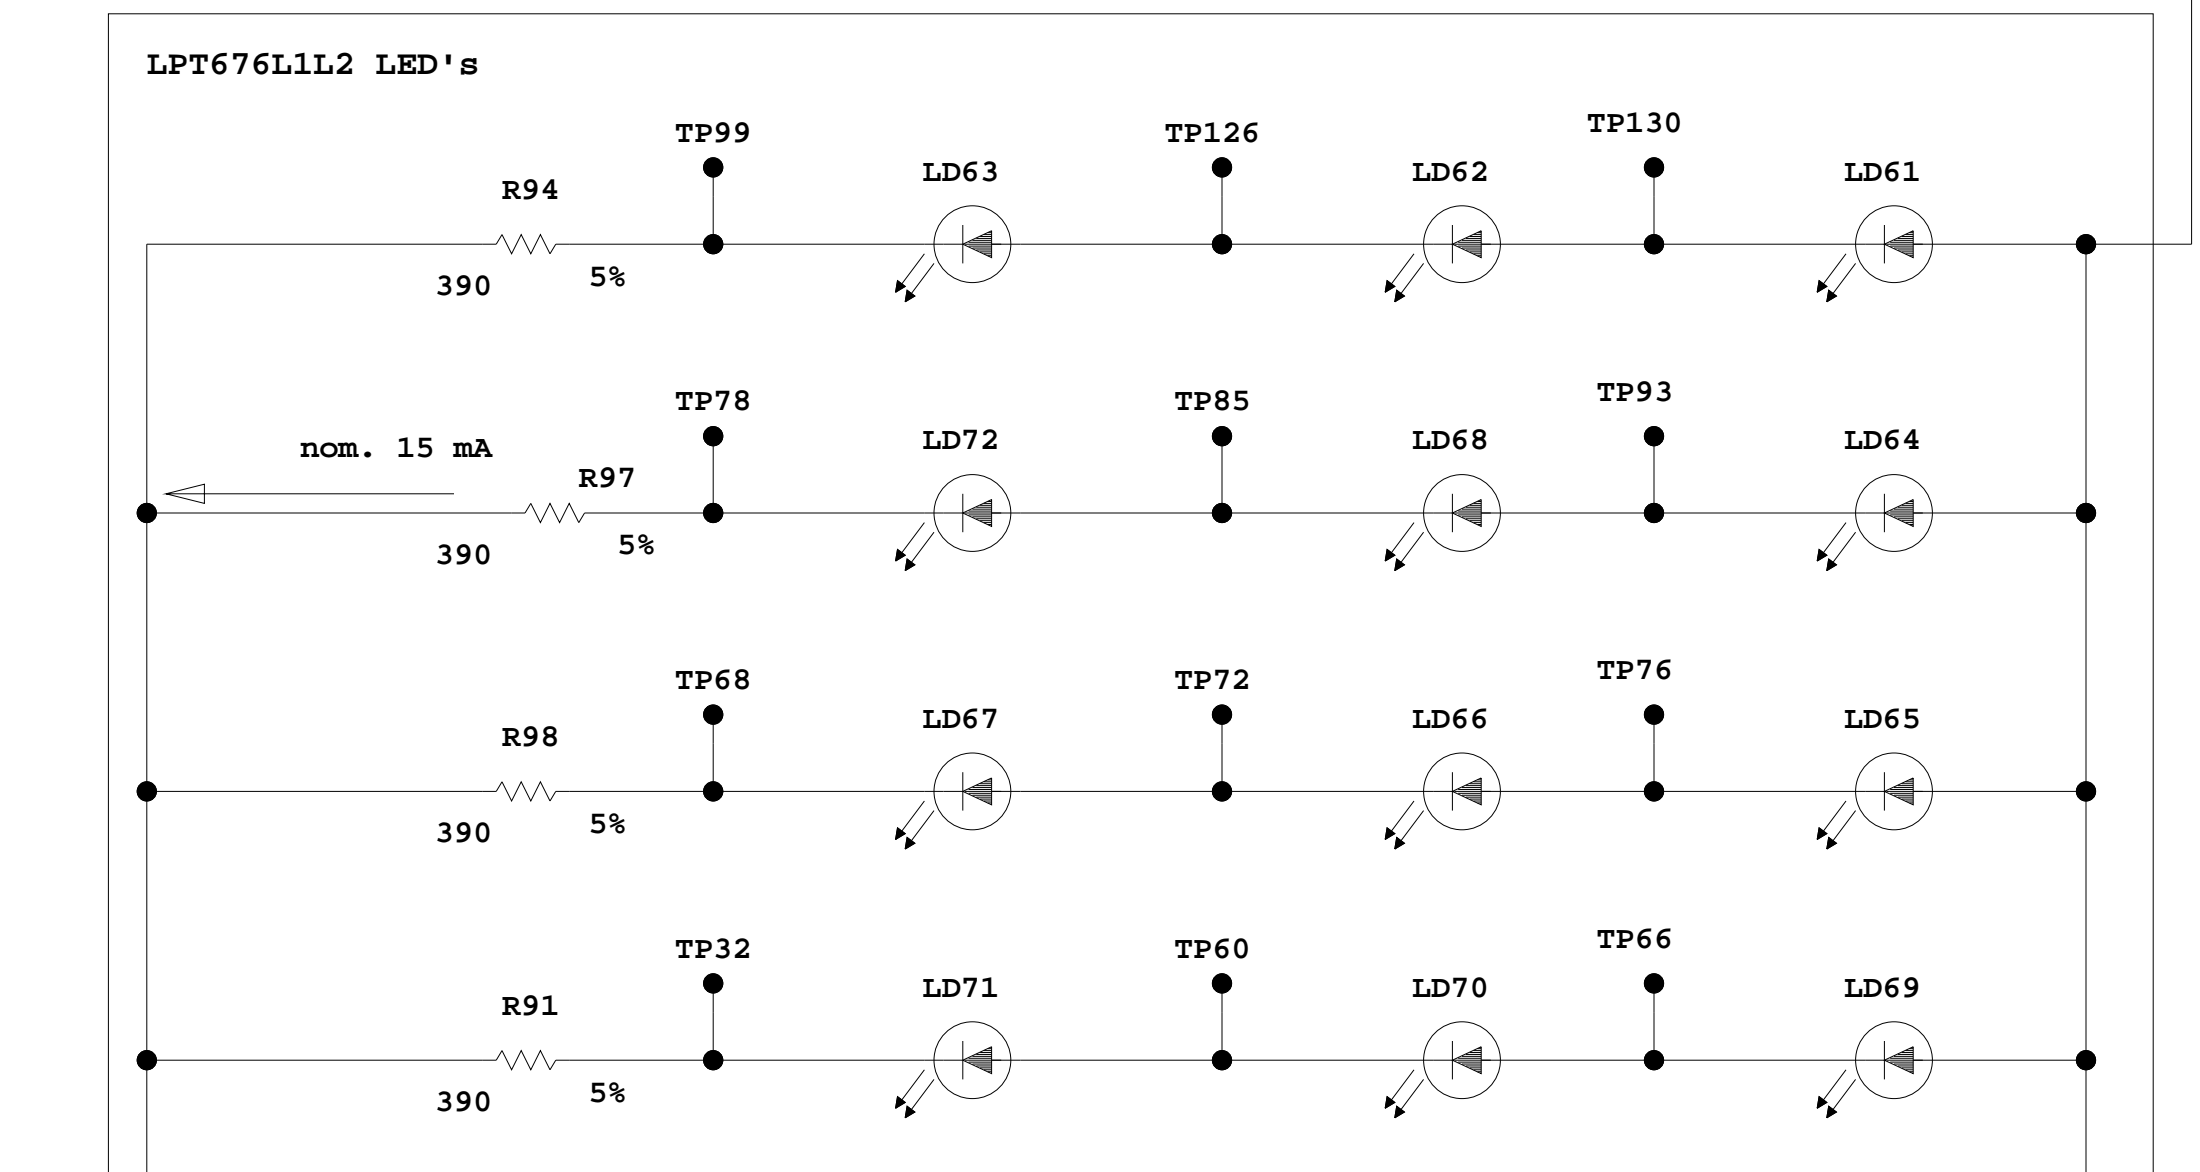 LPT676L1L2 LED's
TP99
TP126
TP130
R94
LD63
LD62
LD61
390
5%
TP78
TP85
TP93
nom. 15 mA
R97
LD72
LD68
LD64
390
5%
TP68
TP72
TP76
R98
LD67
LD66
LD65
390
5%
TP32
TP60
TP66
R91
LD71
LD70
LD69
390
5%